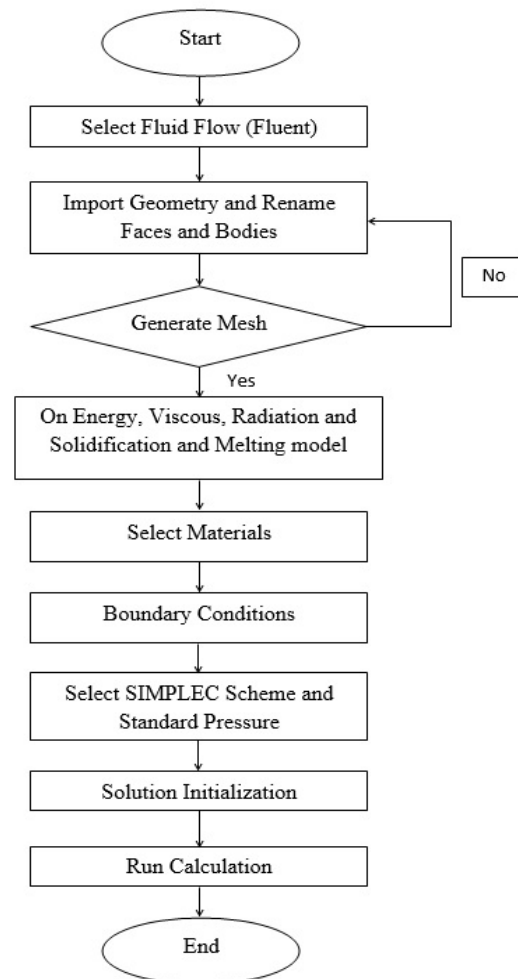 Start
Select Fluid Flow (Fluent)
Import Geometry and Rename
Faces and Bodies
No
Generate Mesh
Yes
On Energy, Viscous, Radiation and
Solidification and Melting model
Select Materials
Boundary Conditions
Select SIMPLEC Scheme and
Standard Pressure
Solution Initialization
Run Calculation
End